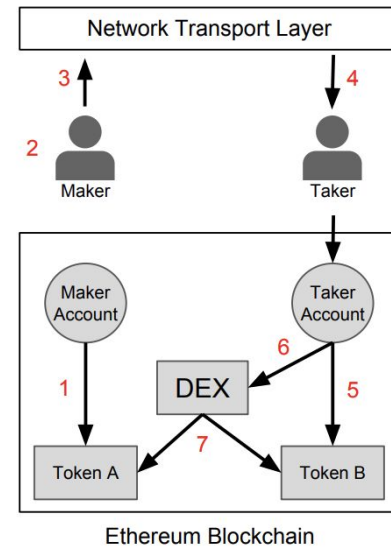 Network Transport Layer
3
4
2
Maker
Taker
Maker
Account
Taker
Account
6
1
DEX
5
7
Token A
Token B
Ethereum Blockchain